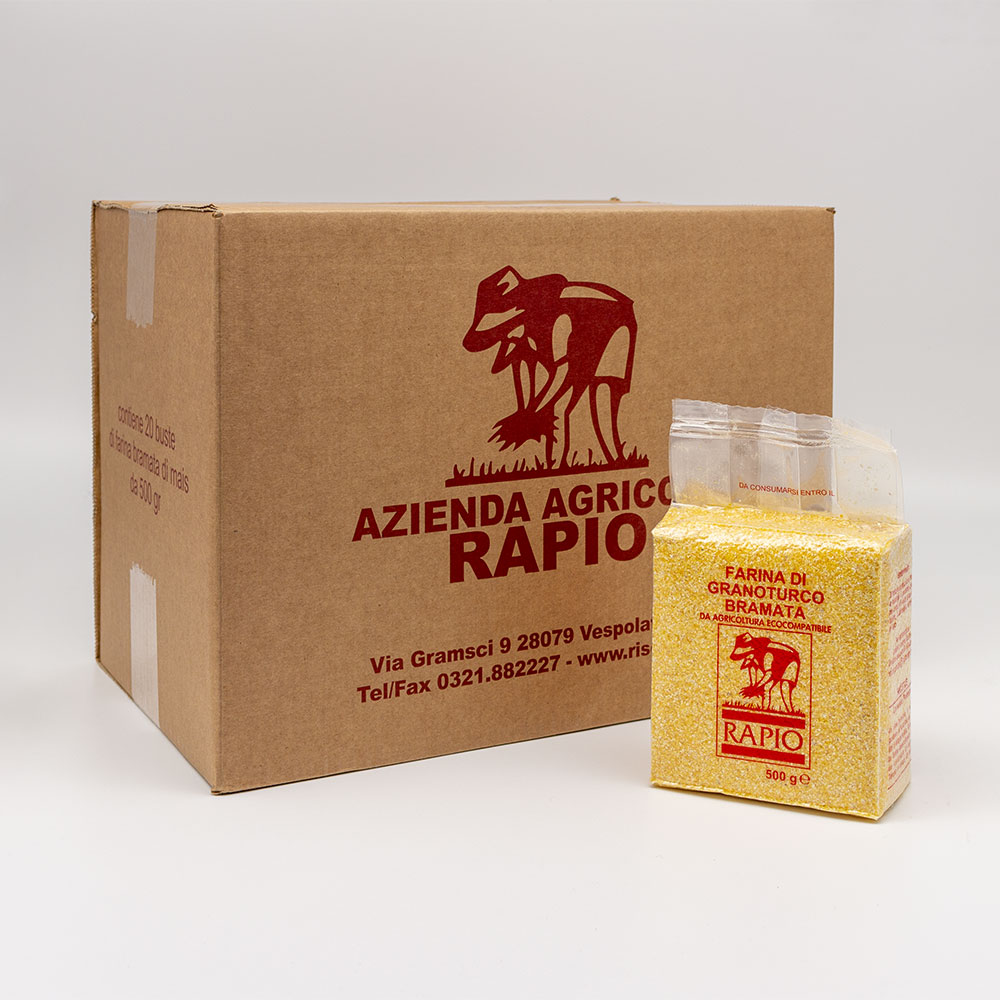 contiene 20 buste
di farina bramata di mais
da 500 gr
AZIENDA AGRICO
RAPIO
Via Gramsci 9 28079 Vespola
Tel/Fax 0321.882227 - www.ris
DA CONSUMARSI ENTRO IL
FARINA DI
GRANOTURCO
BRAMATA
DA AGRICOLTURA ECOCOMPATIBILE
RAPIO
500 g ℮